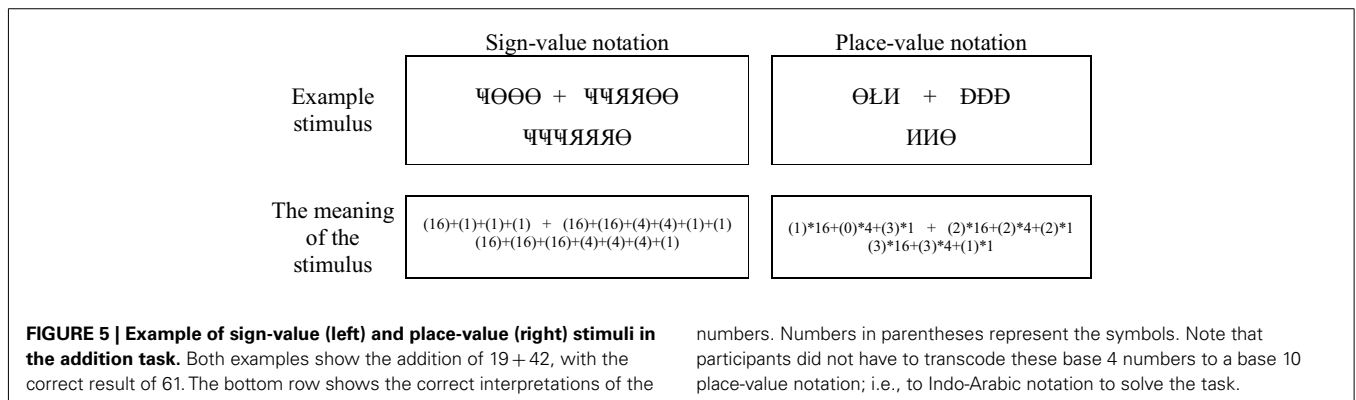 Sign-value notation Place-value notation
Example stimulus
ҸӨӨӨ + ҸҸЯЯӨӨ
ҸҸҸЯЯЯӨ
ӨŁИ + ĐĐĐ
ИИӨ
The meaning of the stimulus
(16)+(1)+(1)+(1) + (16)+(16)+(4)+(4)+(1)+(1)
(16)+(16)+(16)+(4)+(4)+(4)+(1)
(1)*16+(0)*4+(3)*1 + (2)*16+(2)*4+(2)*1
(3)*16+(3)*4+(1)*1
FIGURE 5 | Example of sign-value (left) and place-value (right) stimuli in
the addition task. Both examples show the addition of 19 + 42, with the
correct result of 61. The bottom row shows the correct interpretations of the
numbers. Numbers in parentheses represent the symbols. Note that
participants did not have to transcode these base 4 numbers to a base 10
place-value notation; i.e., to Indo-Arabic notation to solve the task.